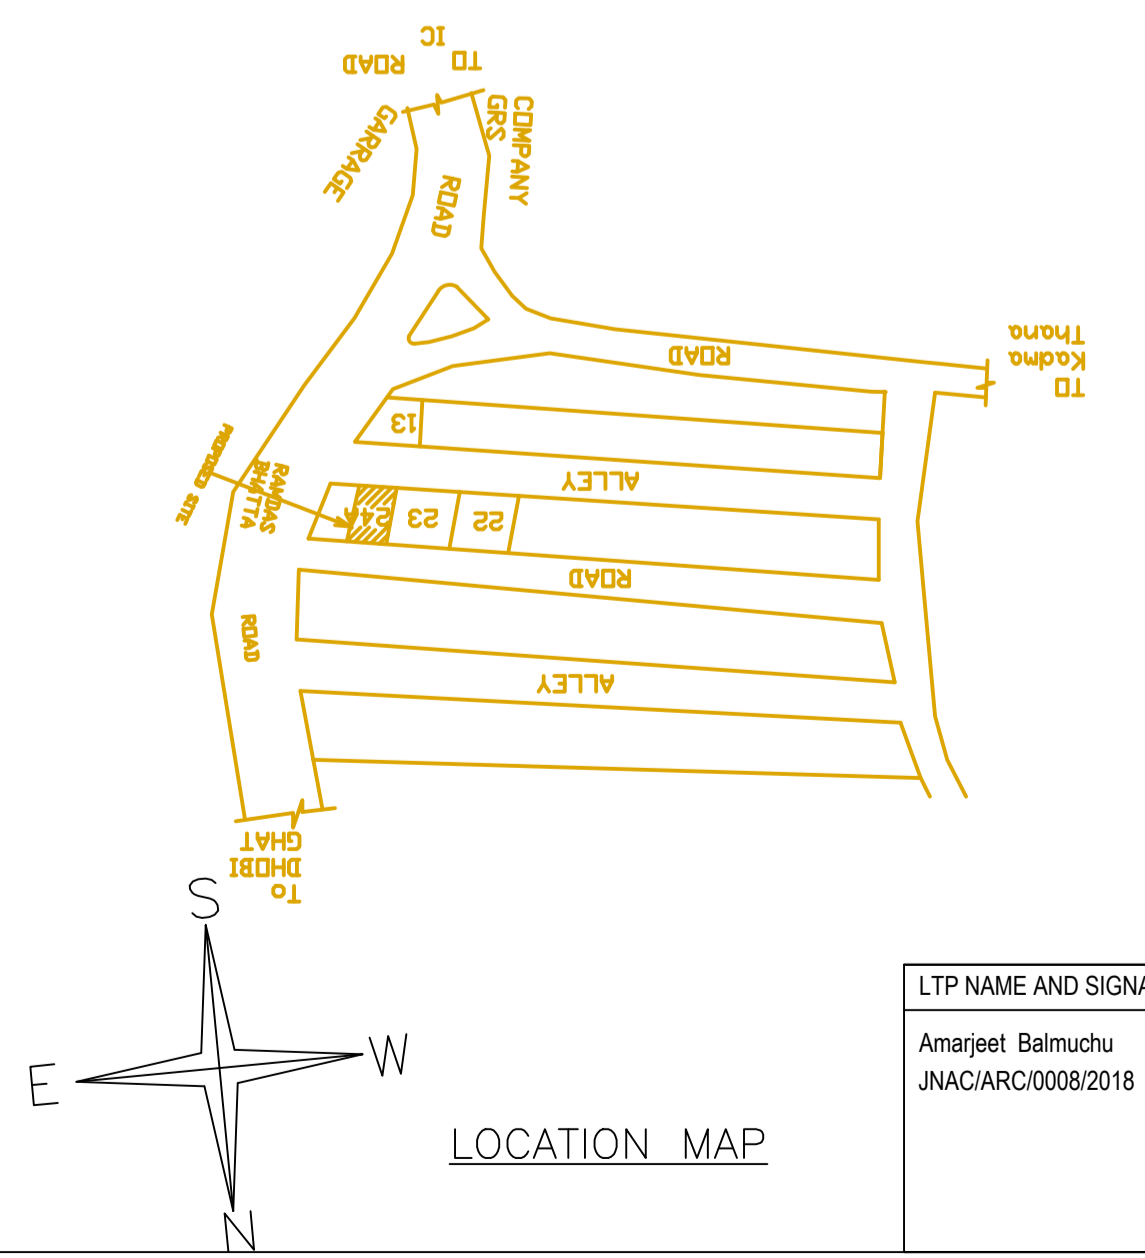 TO IC
ROAD
GARRAGE
COMPANY
GRS
ROAD
TO
Kadma
Thana
ROAD
13
ALLEY
PROPOSED SITE
RAMDAS
BHATTA
24
23
22
ROAD
ROAD
ALLEY
To
DHOBI
GHAT
S
E
W
N
LOCATION MAP
LTP NAME AND SIGNA
Amarjeet Balmuchu
JNAC/ARC/0008/2018